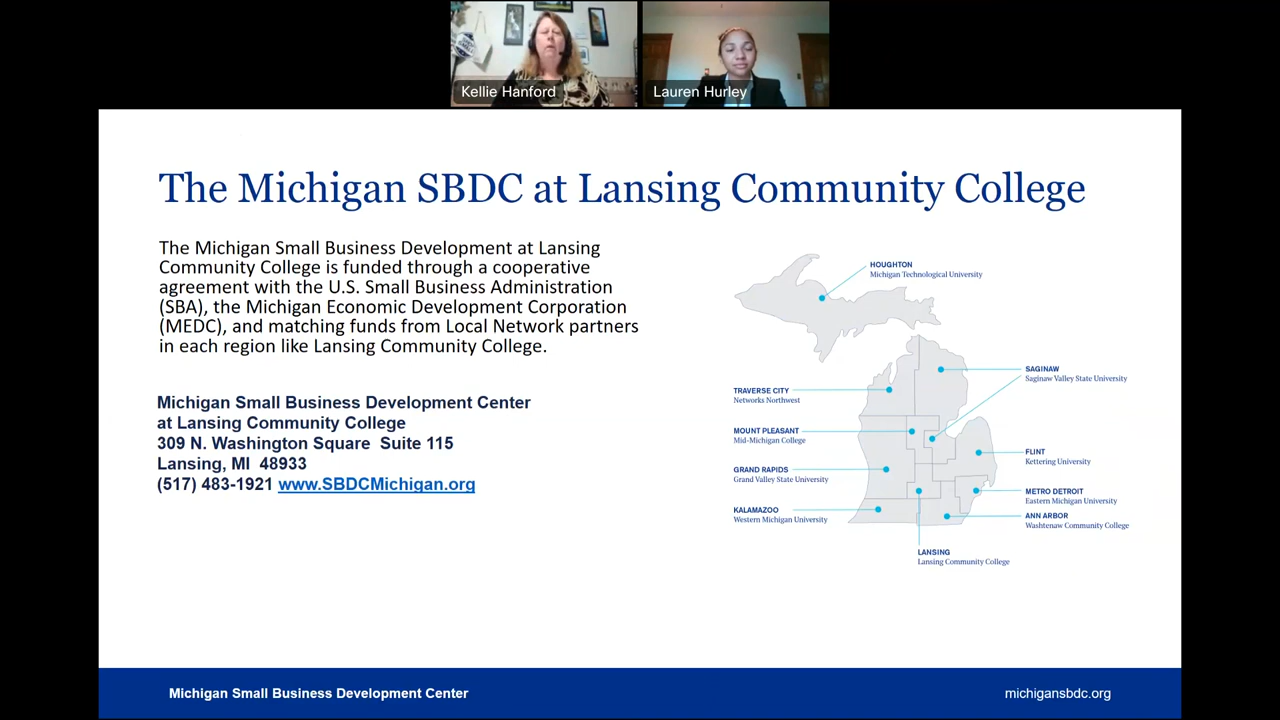 Kellie Hanford
Lauren Hurley
The Michigan SBDC at Lansing Community College
The Michigan Small Business Development at Lansing
Community College is funded through a cooperative
agreement with the U.S. Small Business Administration
(SBA), the Michigan Economic Development Corporation
(MEDC), and matching funds from Local Network partners
in each region like Lansing Community College.
Michigan Small Business Development Center
at Lansing Community College
309 N. Washington Square Suite 115
Lansing, MI 48933
(517) 483-1921 www.SBDCMichigan.org
HOUGHTON
Michigan Technological University
SAGINAW
Saginaw Valley State University
TRAVERSE CITY
Networks Northwest
MOUNT PLEASANT
Mid-Michigan College
FLINT
Kettering University
GRAND RAPIDS
Grand Valley State University
METRO DETROIT
Eastern Michigan University
KALAMAZOO
Western Michigan University
ANN ARBOR
Washtenaw Community College
LANSING
Lansing Community College
Michigan Small Business Development Center
michigansbdc.org